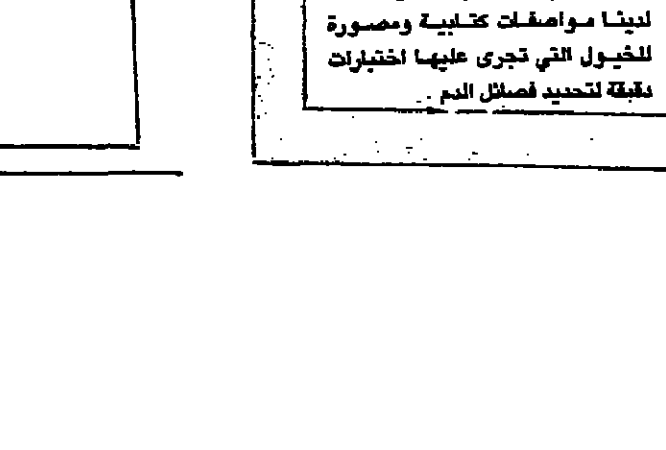 لدينا مواصفات كتابية ومصورة
للخيول التي تجرى عليها اختبارات
دقيقة لتحديد فصائل الدم